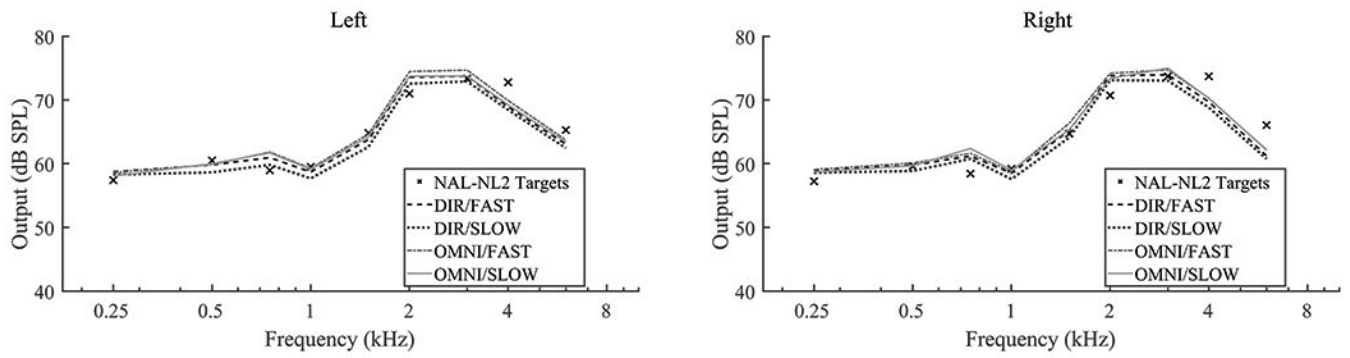 Left
80
70
60
50
40
Output (dB SPL)
0.25 0.5 1 2 4 8
Frequency (kHz)
NAL-NL2 Targets
DIR/FAST
DIR/SLOW
OMNI/FAST
OMNI/SLOW
Right
80
70
60
50
40
Output (dB SPL)
0.25 0.5 1 2 4 8
Frequency (kHz)
NAL-NL2 Targets
DIR/FAST
DIR/SLOW
OMNI/FAST
OMNI/SLOW